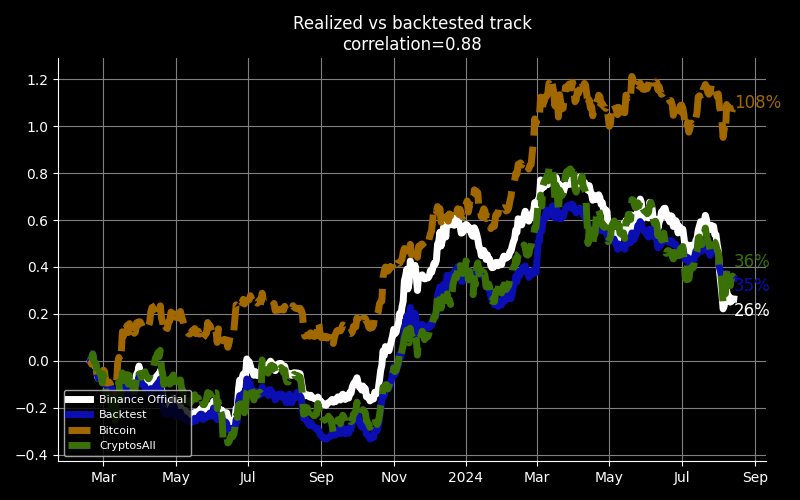 Realized vs backtested track
correlation=0.88
1.2
1.0
0.8
0.6
0.4
0.2
0.0
−0.2
−0.4
108%
36%
35%
26%
Binance Official
Backtest
Bitcoin
CryptosAll
Mar May Jul Sep Nov 2024 Mar May Jul Sep